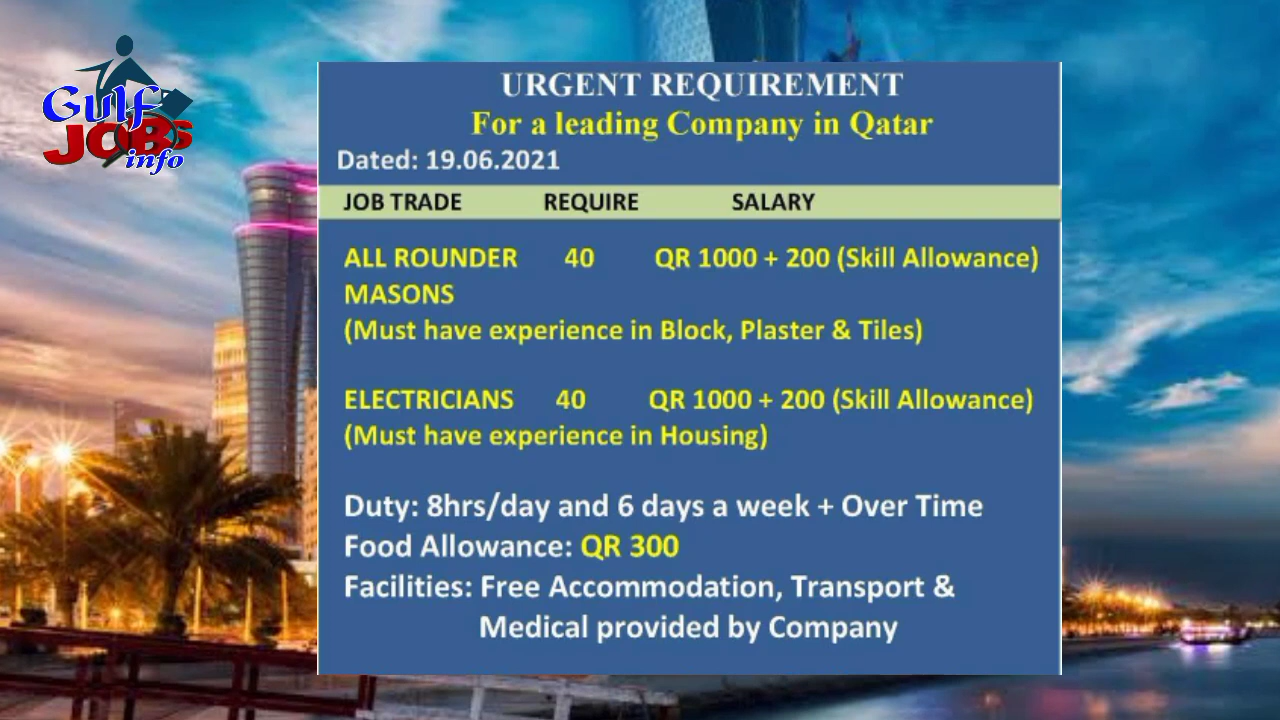 Gulf
JOBS
info
URGENT REQUIREMENT
For a leading Company in Qatar
Dated: 19.06.2021
JOB TRADE REQUIRE SALARY
ALL ROUNDER 40 QR 1000 + 200 (Skill Allowance)
MASONS
(Must have experience in Block, Plaster & Tiles)
ELECTRICIANS 40 QR 1000 + 200 (Skill Allowance)
(Must have experience in Housing)
Duty: 8hrs/day and 6 days a week + Over Time
Food Allowance: QR 300
Facilities: Free Accommodation, Transport &
Medical provided by Company